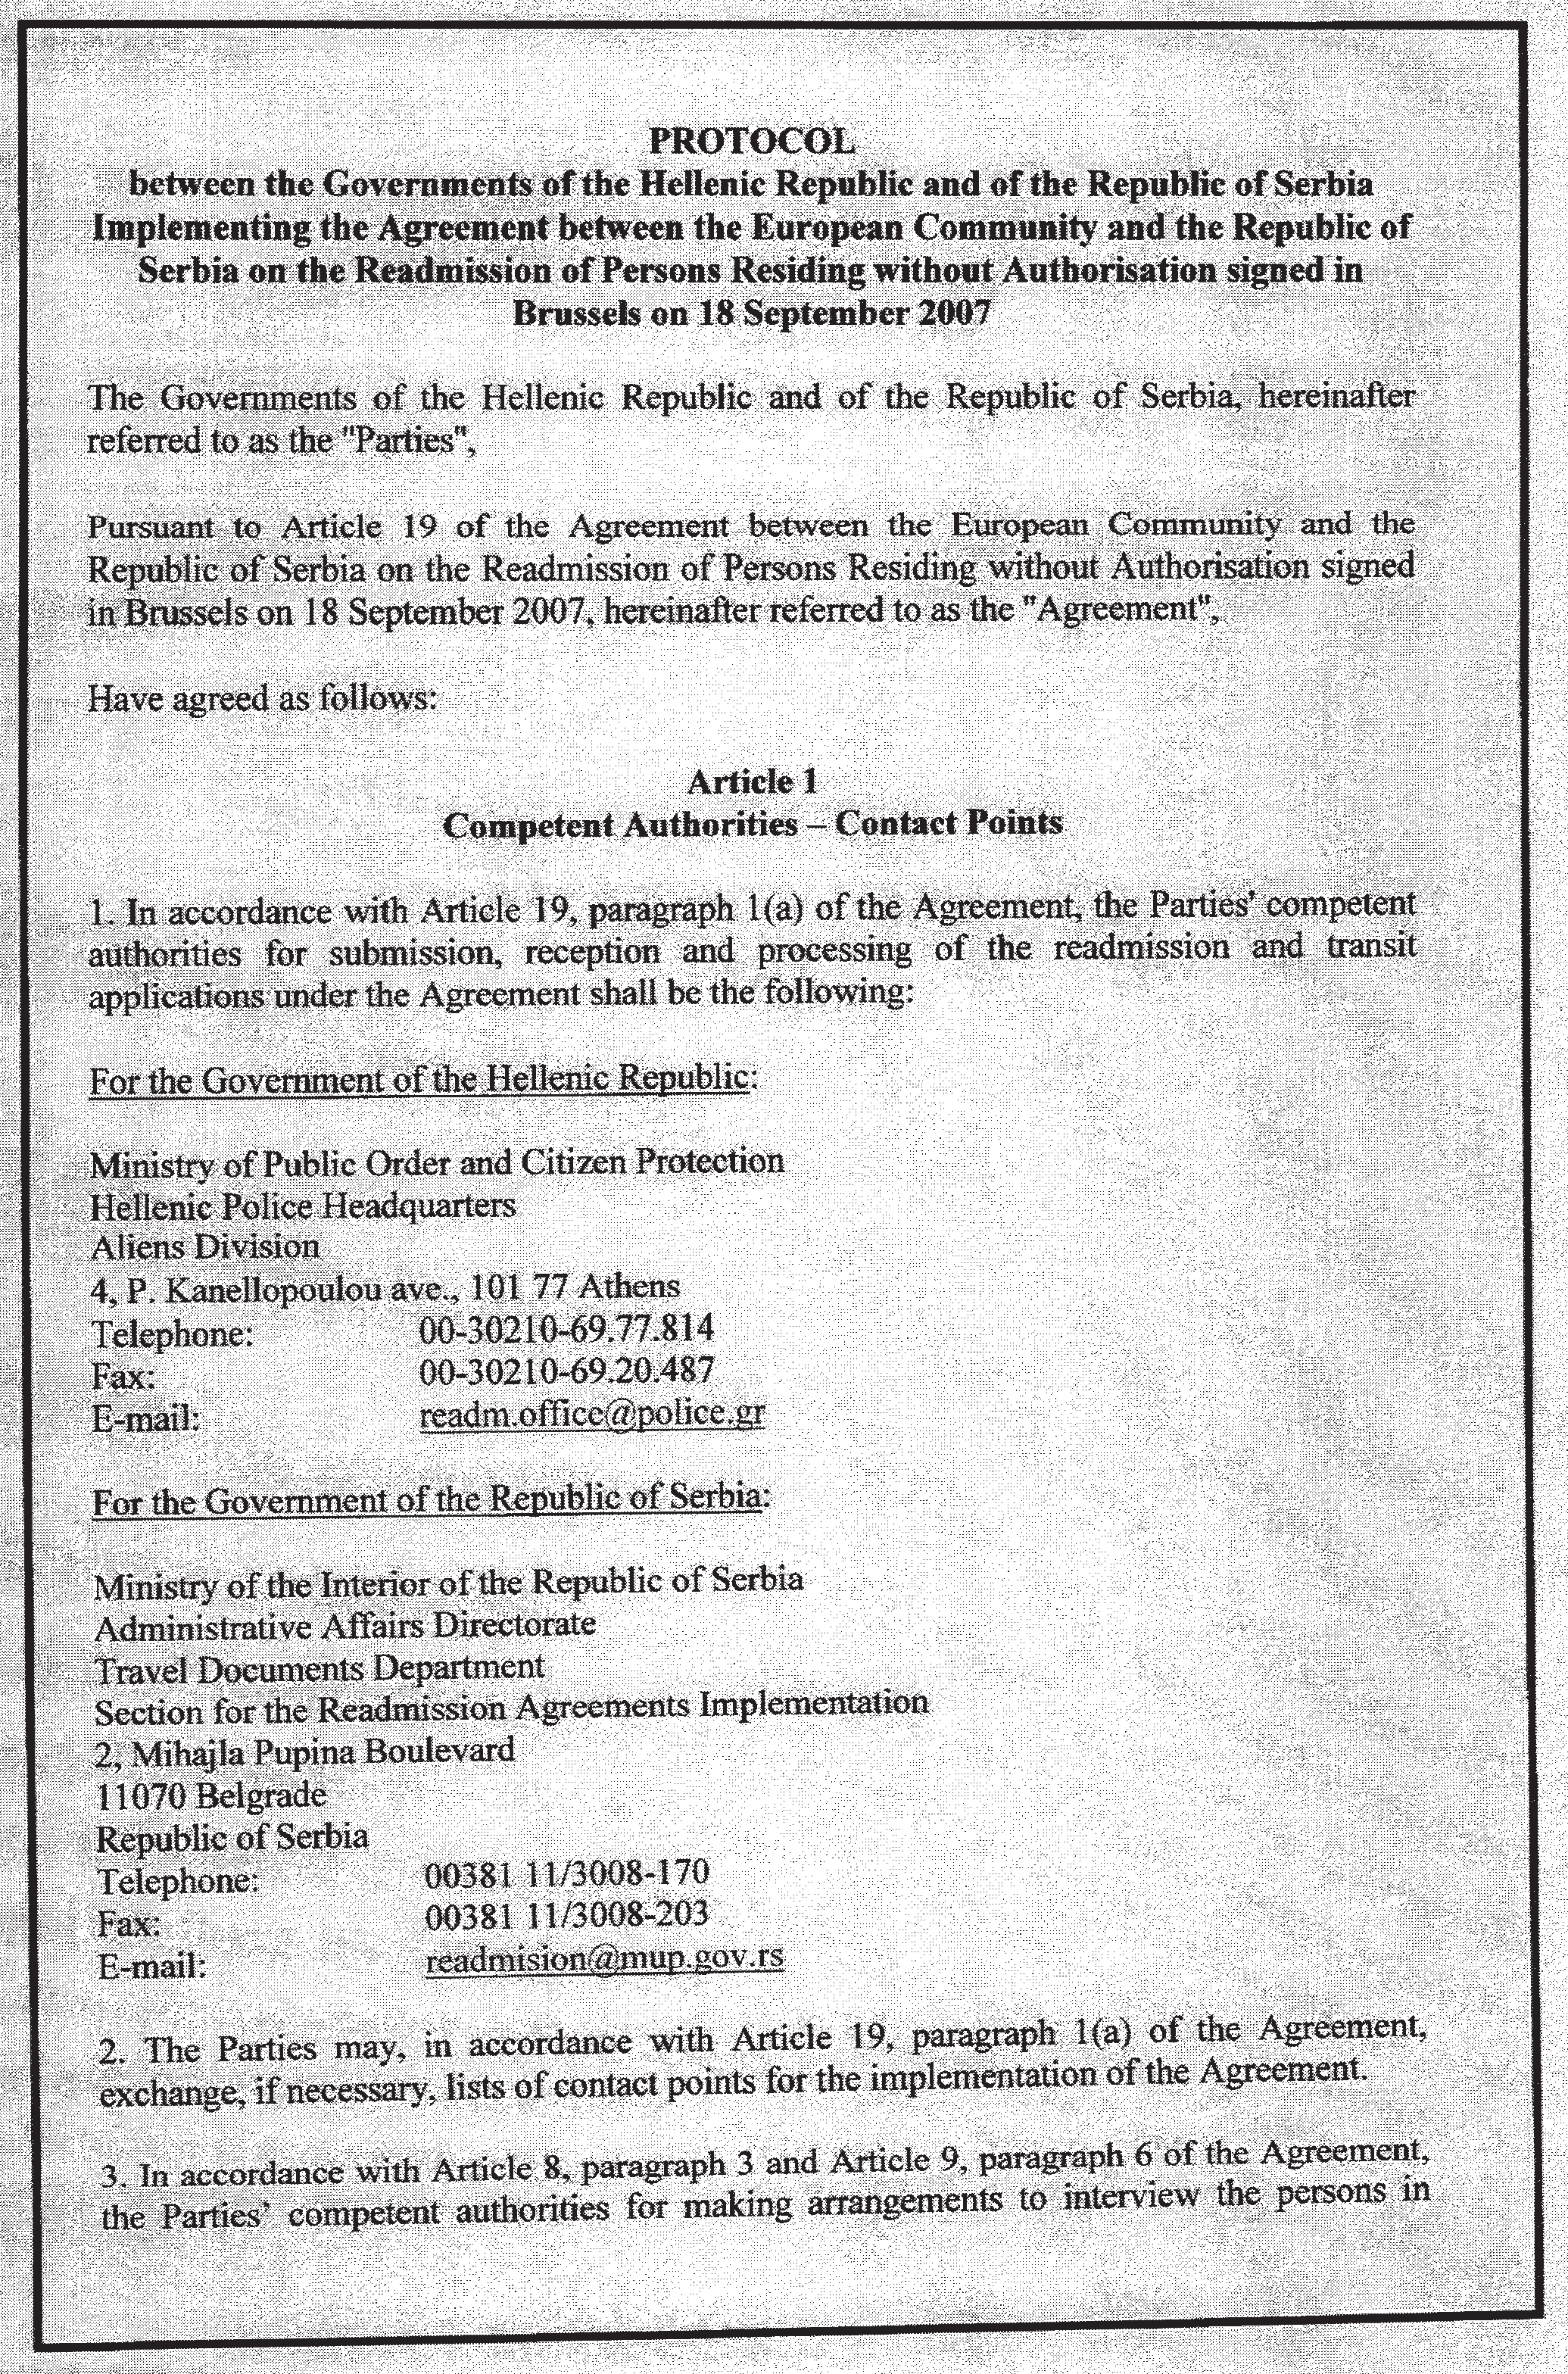 PROTOCOL
between the Governments of the Hellenic Republic and of the Republic of Serbia
Implementing the Agreement between the European Community and the Republic of
Serbia on the Readmission of Persons Residing without Authorisation signed in
Brussels on 18 September 2007
The Governments of the Hellenic Republic and of the Republic of Serbia, hereinafter
referred to as the "Parties",
Pursuant to Article 19 of the Agreement between the European Community and the
Republic of Serbia on the Readmission of Persons Residing without Authorisation signed
in Brussels on 18 September 2007, hereinafter referred to as the "Agreement",
Have agreed as follows:
Article 1
Competent Authorities – Contact Points
1. In accordance with Article 19, paragraph 1(a) of the Agreement, the Parties' competent
authorities for submission, reception and processing of the readmission and transit
applications under the Agreement shall be the following:
For the Government of the Hellenic Republic:
Ministry of Public Order and Citizen Protection
Hellenic Police Headquarters
Aliens Division
4, P. Kanellopoulou ave., 101 77 Athens
Telephone: 00-30210-69.77.814
Fax: 00-30210-69.20.487
E-mail: readm.office@police.gr
For the Government of the Republic of Serbia:
Ministry of the Interior of the Republic of Serbia
Administrative Affairs Directorate
Travel Documents Department
Section for the Readmission Agreements Implementation
2, Mihajla Pupina Boulevard
11070 Belgrade
Republic of Serbia
Telephone: 00381 11/3008-170
Fax: 00381 11/3008-203
E-mail: readmision@mup.gov.rs
2. The Parties may, in accordance with Article 19, paragraph 1(a) of the Agreement,
exchange, if necessary, lists of contact points for the implementation of the Agreement.
3. In accordance with Article 8, paragraph 3 and Article 9, paragraph 6 of the Agreement,
the Parties' competent authorities for making arrangements to interview the persons in